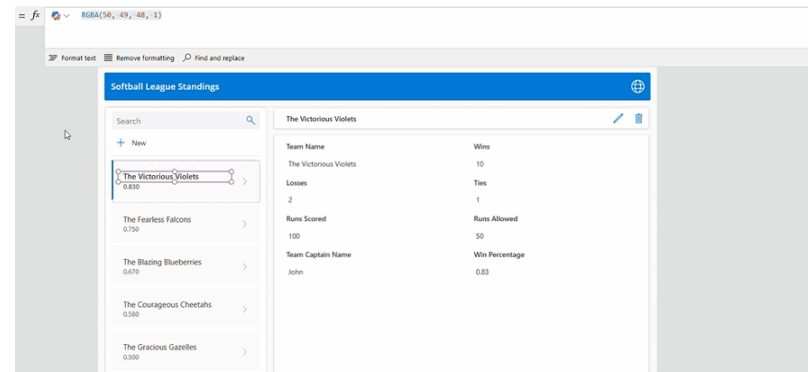 = fx RGBA(50, 49, 48, 1)
Format text Remove formatting Find and replace
Softball League Standings
Search
New
The Victorious Violets
0.830
The Fearless Falcons
0.750
The Blazing Blueberries
0.670
The Courageous Cheetahs
0.580
The Gracious Gazelles
0.500
The Victorious Violets
Team Name Wins
The Victorious Violets 10
Losses Ties
2 1
Runs Scored Runs Allowed
100 50
Team Captain Name Win Percentage
John 0.83